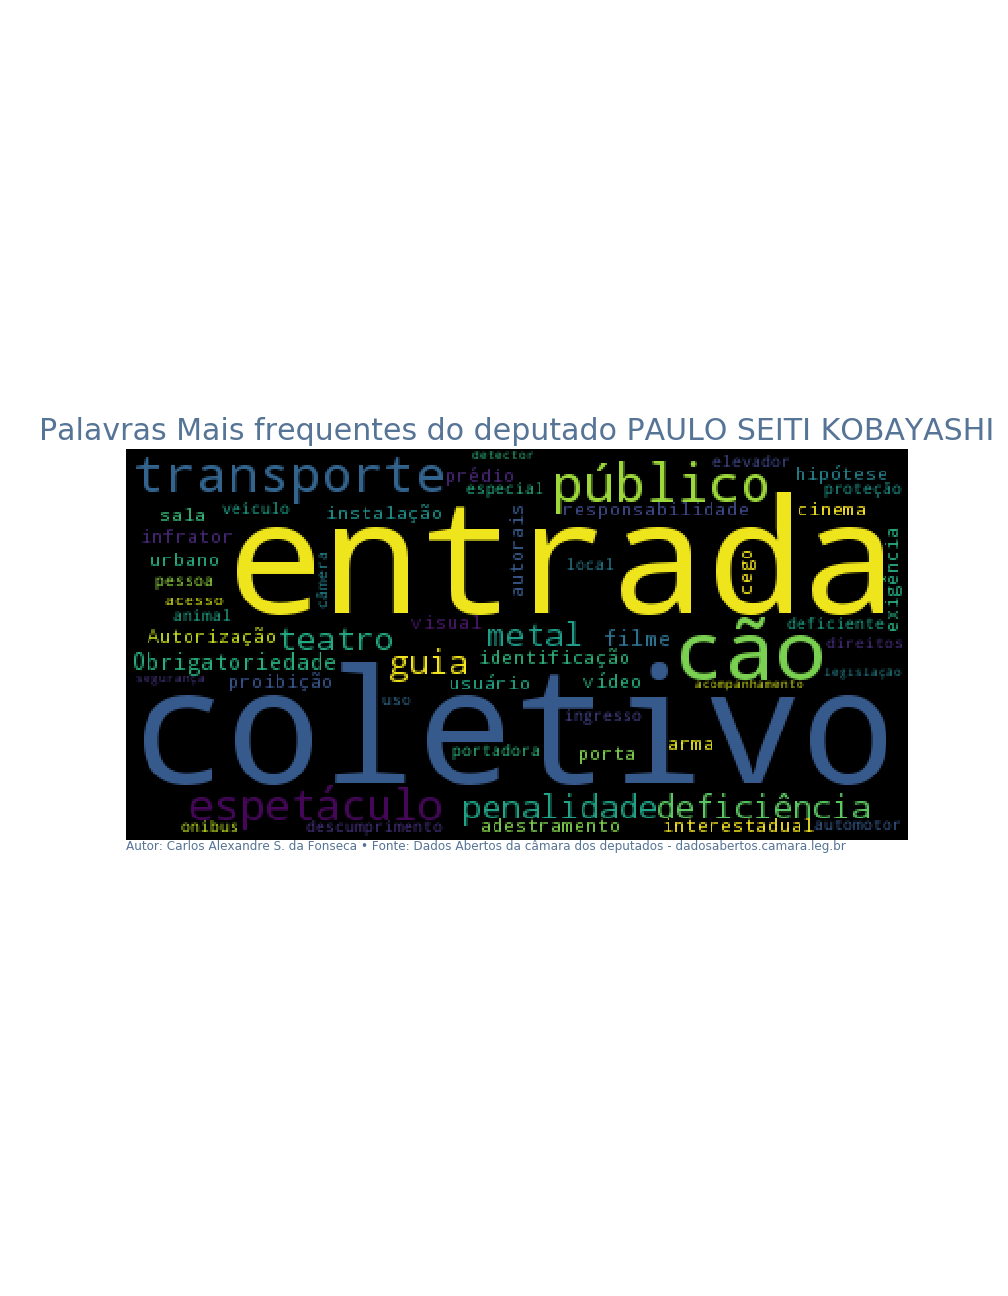 Palavras Mais frequentes do deputado PAULO SEITI KOBAYASHI
detector
transporte
prédio
público
elevador
hipótese
especial
proteção
sala
veículo
instalação
responsabilidade
cinema
infrator
entrada
autorais
urbano
câmera
local
cego
exigência
pessoa
acesso
animal
visual
deficiente
Autorização
teatro
metal
filme
cão
direitos
Obrigatoriedade
guia
identificação
legislação
segurança
proibição
usuário
vídeo
acompanhamento
coletivo
uso
ingresso
portadora
porta
arma
espetáculo
penalidade
deficiência
ônibus
descumprimento
adestramento
interestadual
automotor
Autor: Carlos Alexandre S. da Fonseca • Fonte: Dados Abertos da câmara dos deputados - dadosabertos.camara.leg.br